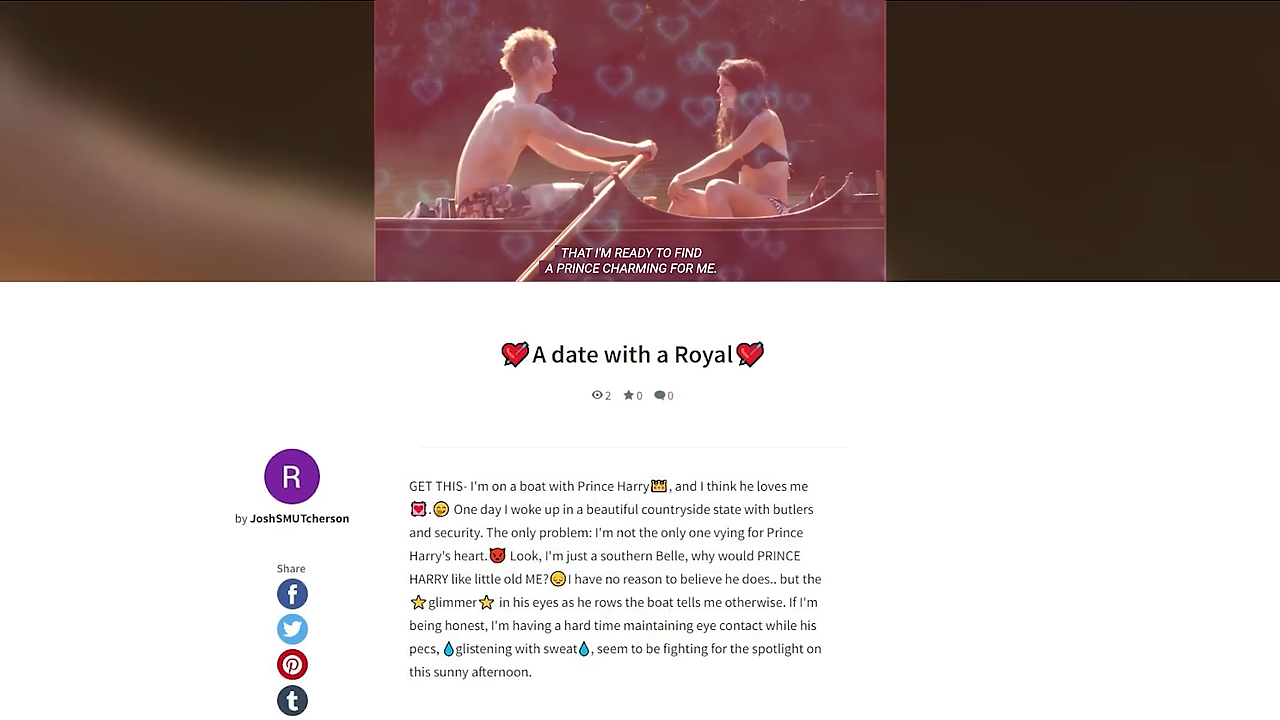 THAT I'M READY TO FIND
A PRINCE CHARMING FOR ME.
💘A date with a Royal💘
2 0 0
R
by JoshSMUTcherson
Share
GET THIS- I'm on a boat with Prince Harry👑, and I think he loves me
💟.😊 One day I woke up in a beautiful countryside state with butlers
and security. The only problem: I'm not the only one vying for Prince
Harry's heart.👿 Look, I'm just a southern Belle, why would PRINCE
HARRY like little old ME?😞I have no reason to believe he does.. but the
⭐glimmer⭐ in his eyes as he rows the boat tells me otherwise. If I'm
being honest, I'm having a hard time maintaining eye contact while his
pecs, 💧glistening with sweat💧, seem to be fighting for the spotlight on
this sunny afternoon.